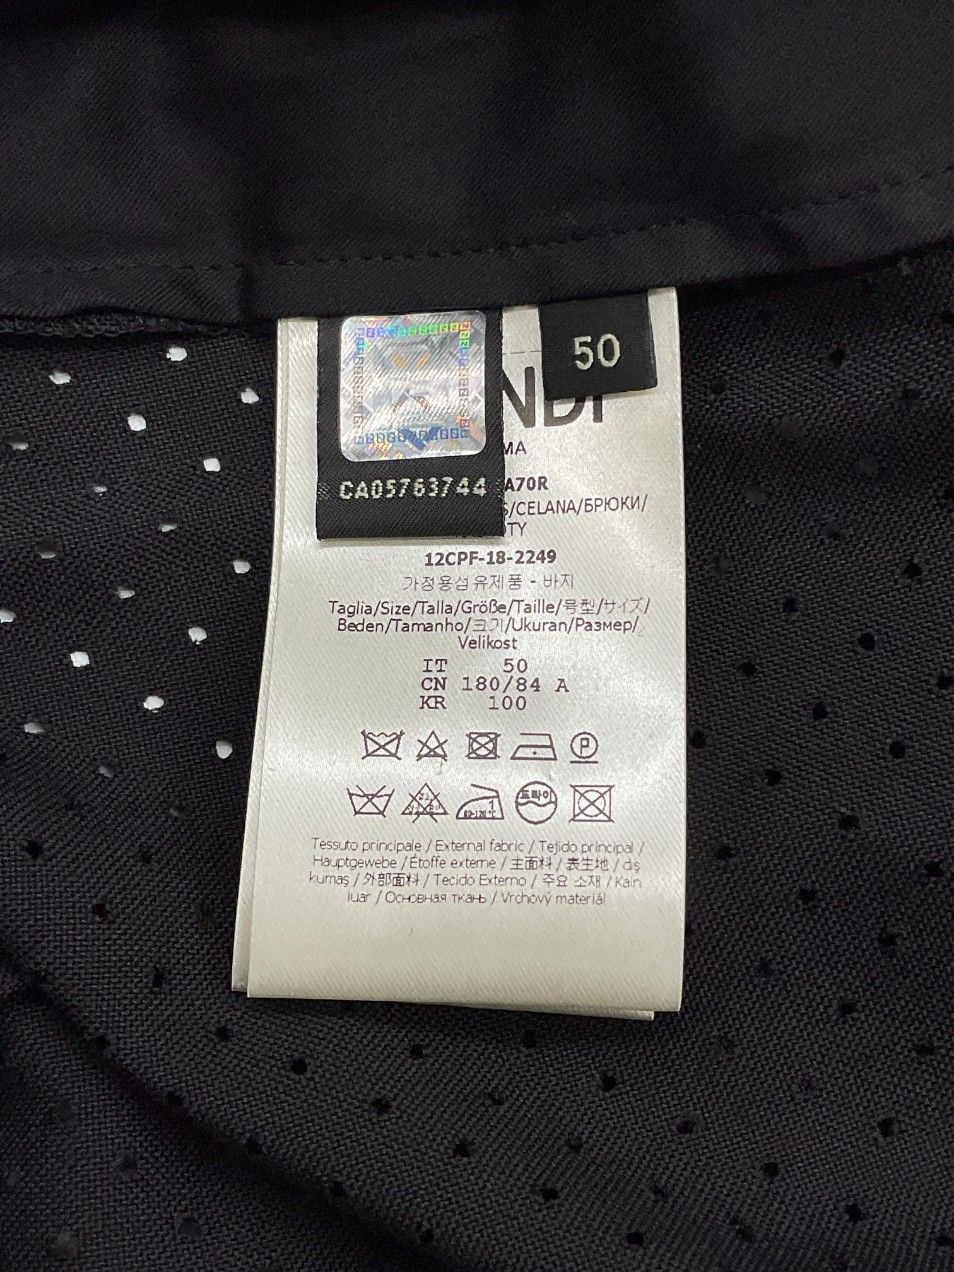 50
NDI
MA
CA05763744
A70R
S/CELANA/БРЮКИ/
OTY
12CPF-18-2249
가정용섬유제품 - 바지
Taglia/Size/Talla/Größe/Taille/号型/サイズ/
Beden/Tamanho/크기/Ukuran/Размер/
Velikost
IT 50
CN 180/84 A
KR 100
P
드라이
Tessuto principale / External fabric / Tejido principal /
Hauptgewebe / Étoffe externe / 主面料 / 表生地 / dış
kumaş / 外部面料 / Tecido Externo / 주요 소재 / Kain
luar / Основная ткань / Vrchový materiál